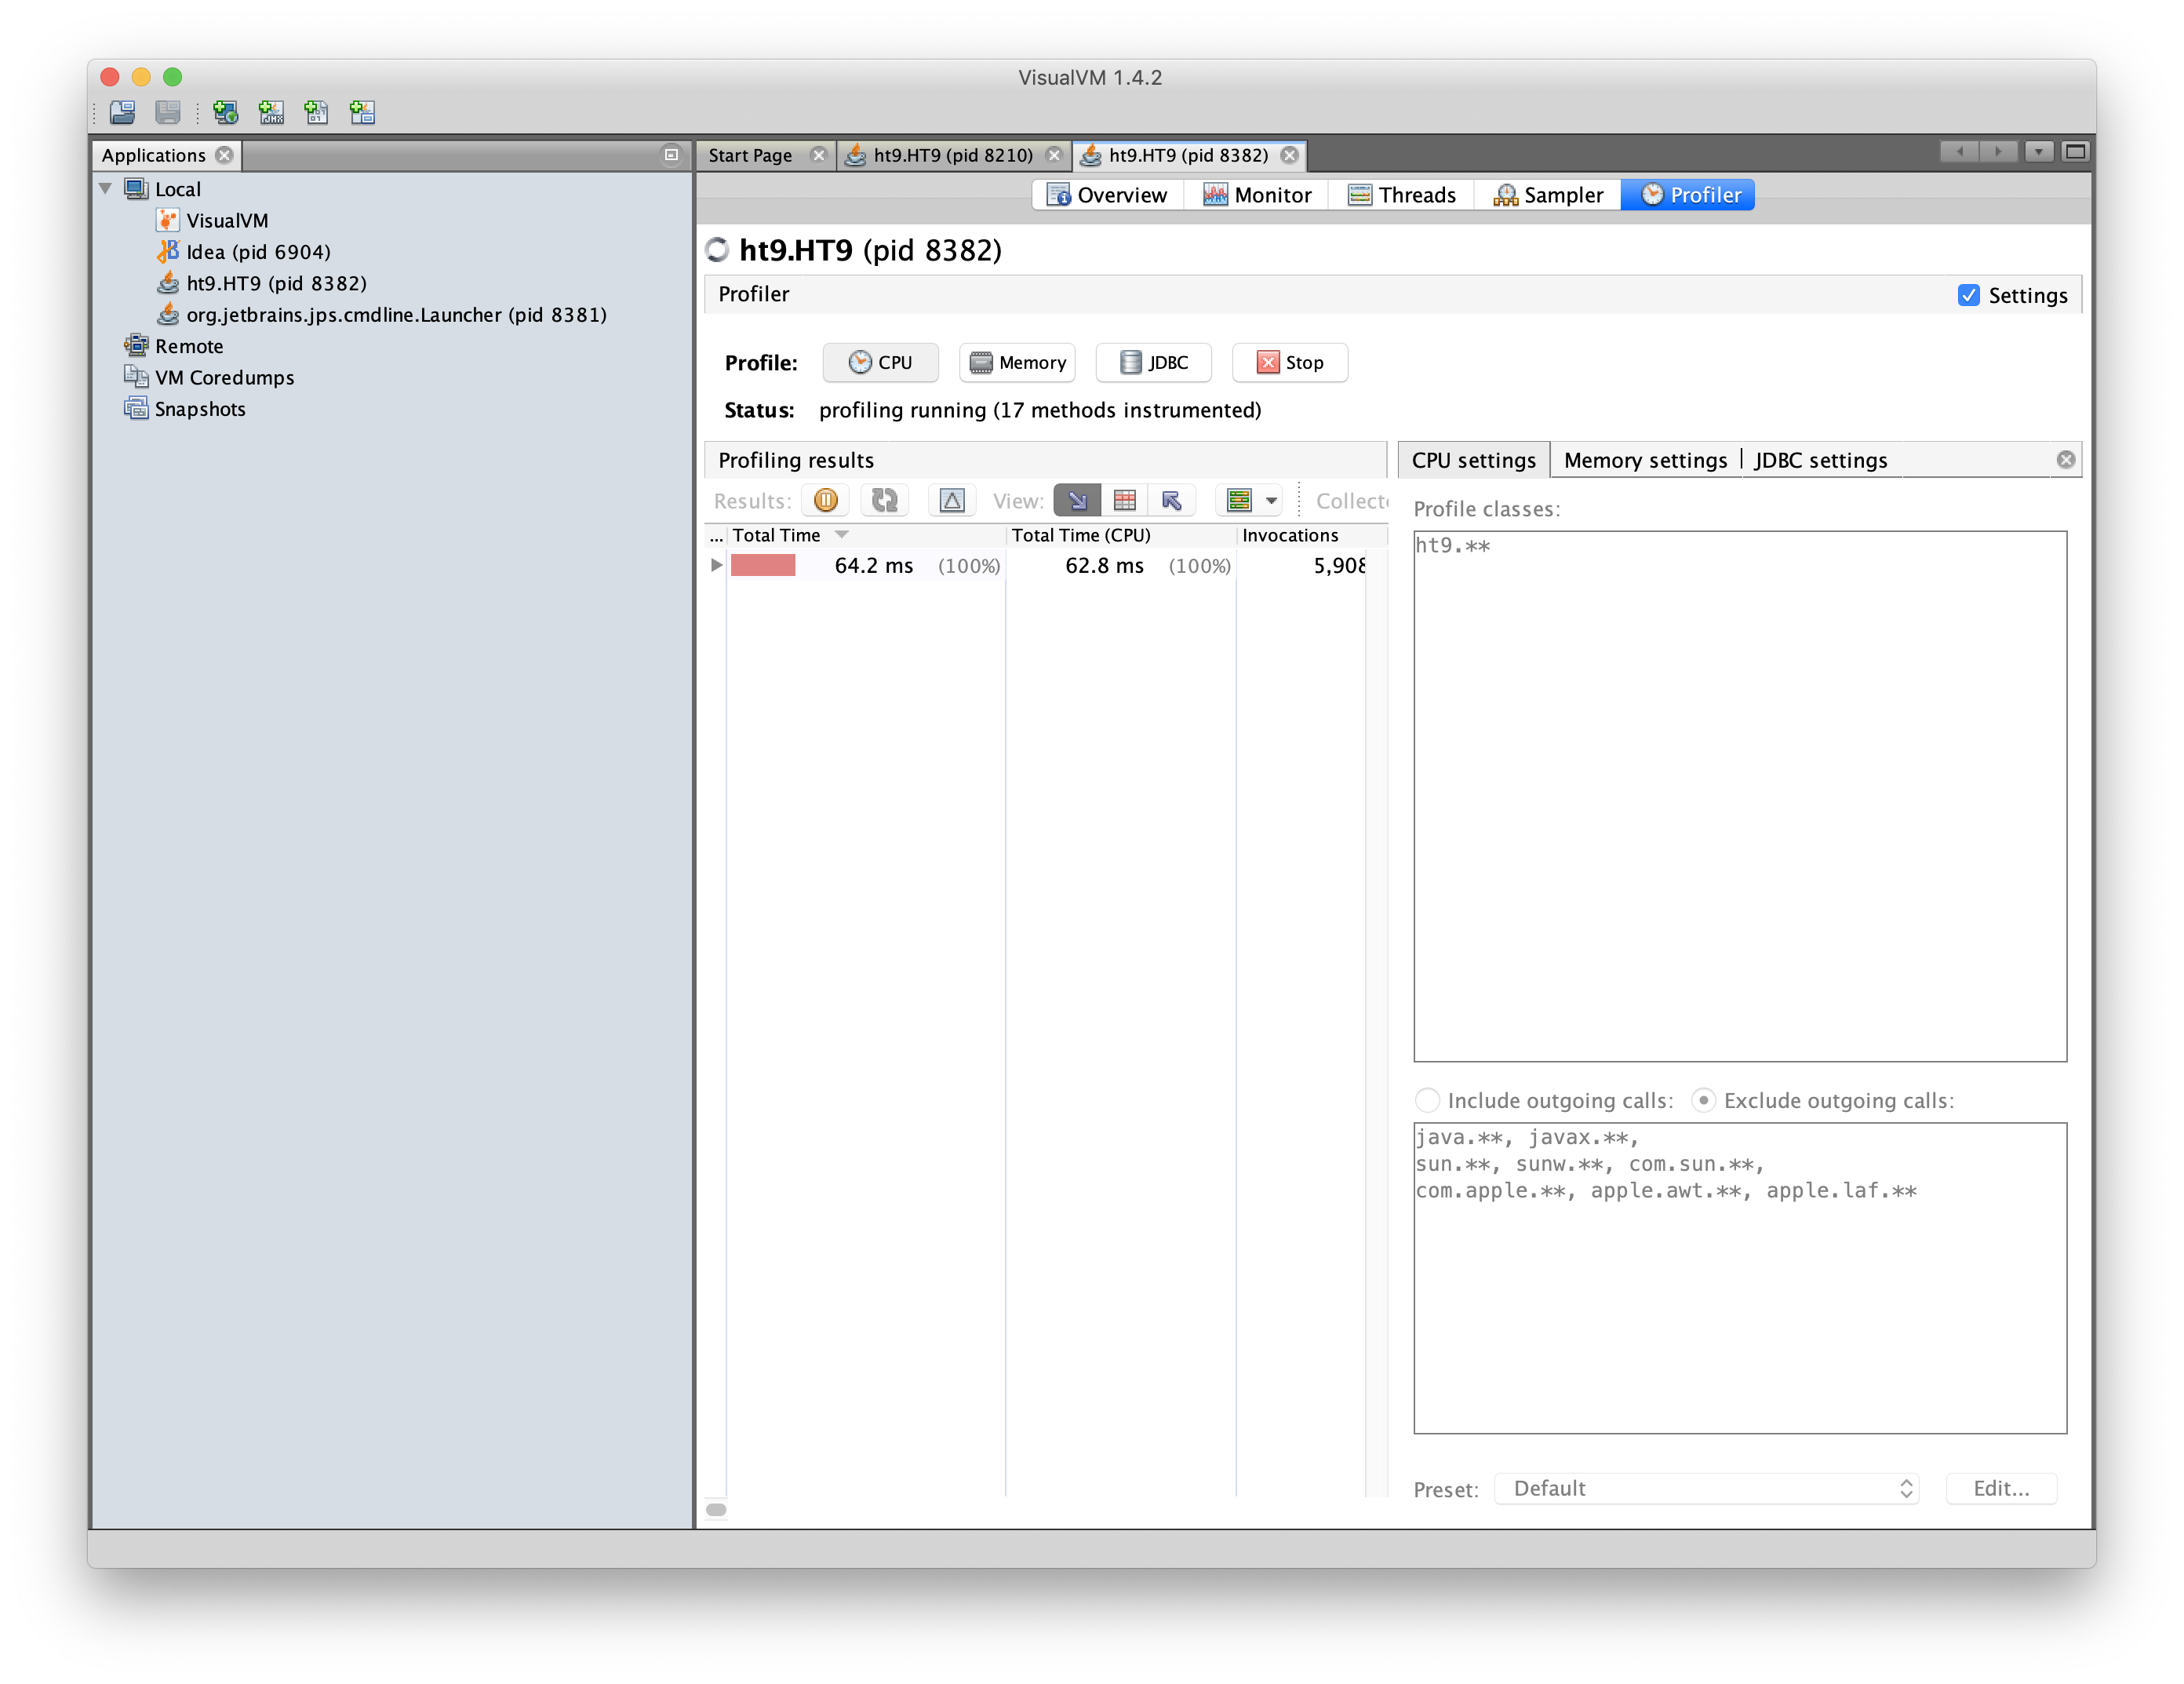 VisualVM 1.4.2
Applications
Start Page
ht9.HT9 (pid 8210)
ht9.HT9 (pid 8382)
Local
VisualVM
Idea (pid 6904)
ht9.HT9 (pid 8382)
org.jetbrains.jps.cmdline.Launcher (pid 8381)
Remote
VM Coredumps
Snapshots
Overview Monitor Threads Sampler Profiler
ht9.HT9 (pid 8382)
Profiler Settings
Profile: CPU Memory JDBC Stop
Status: profiling running (17 methods instrumented)
Profiling results
Results: View: Collecte
... Total Time Total Time (CPU) Invocations
64.2 ms (100%) 62.8 ms (100%) 5,908
CPU settings Memory settings JDBC settings
Profile classes:
ht9.**
Include outgoing calls: Exclude outgoing calls:
java.**, javax.**,
sun.**, sunw.**, com.sun.**,
com.apple.**, apple.awt.**, apple.laf.**
Preset: Default Edit...